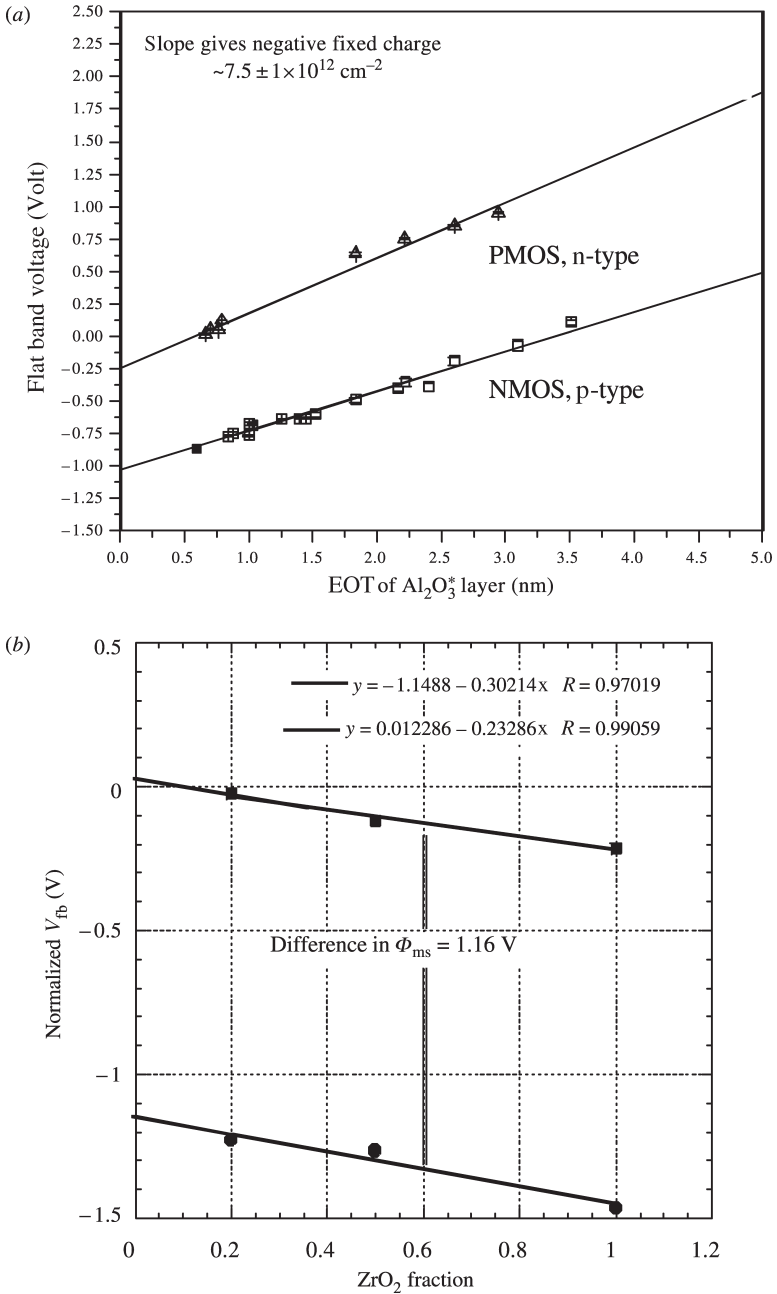 (a)
2.50
2.25
2.00
1.75
1.50
1.25
1.00
0.75
0.50
0.25
0.00
−0.25
−0.50
−0.75
−1.00
−1.25
−1.50
Flat band voltage (Volt)
Slope gives negative fixed charge
~7.5 ± 1×10¹² cm⁻²
PMOS, n-type
NMOS, p-type
0.0 0.5 1.0 1.5 2.0 2.5 3.0 3.5 4.0 4.5 5.0
EOT of Al₂O₃* layer (nm)
(b)
0.5
0
−0.5
−1
−1.5
Normalized V_fb (V)
y = −1.1488 − 0.30214x R = 0.97019
y = 0.012286 − 0.23286x R = 0.99059
Difference in Φ_ms = 1.16 V
0 0.2 0.4 0.6 0.8 1 1.2
ZrO₂ fraction